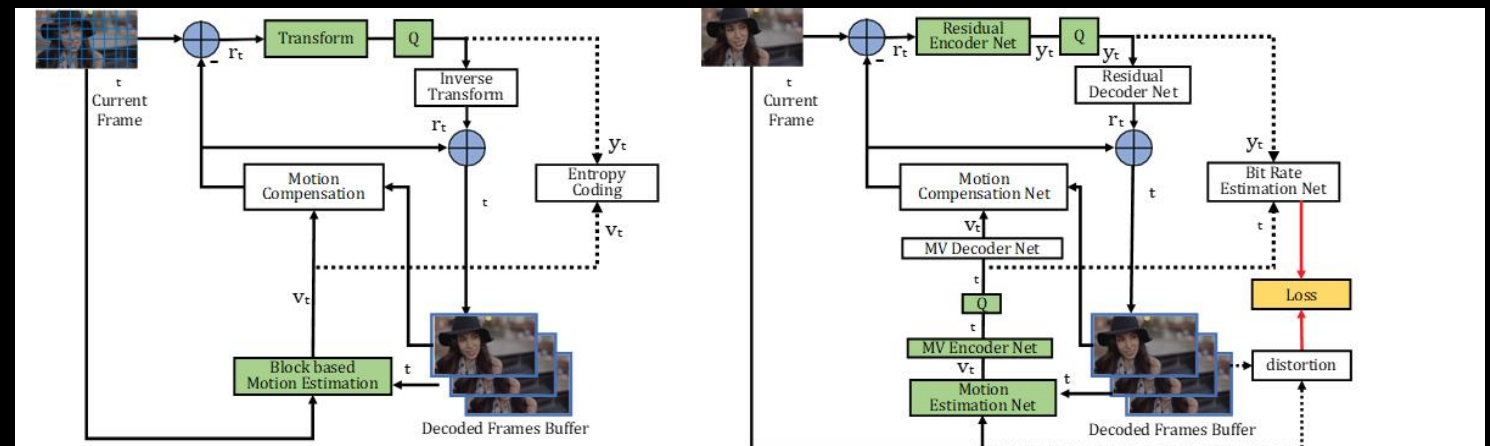 Transform
Q
rₜ
-
t
Current
Frame
Inverse
Transform
rₜ
yₜ
Motion
Compensation
Entropy
Coding
t
vₜ
vₜ
Block based
Motion Estimation
t
Decoded Frames Buffer
Residual
Encoder Net
Q
rₜ
yₜ
yₜ
-
t
Current
Frame
Residual
Decoder Net
rₜ
yₜ
Motion
Compensation Net
Bit Rate
Estimation Net
t
vₜ
t
MV Decoder Net
t
Q
Loss
t
MV Encoder Net
vₜ
t
distortion
Motion
Estimation Net
Decoded Frames Buffer